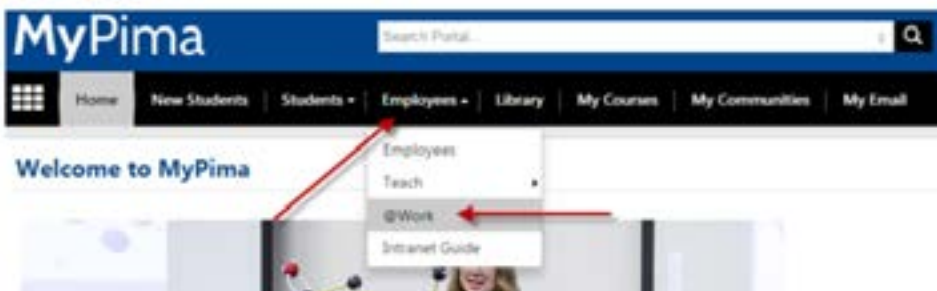 MyPima
Search Portal...
Home New Students Students Employees Library My Courses My Communities My Email
Welcome to MyPima
Employees
Teach
@Work
Intranet Guide